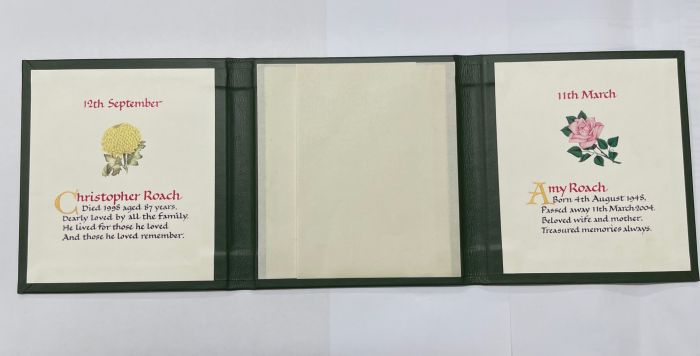 12th September
Christopher Roach
Died 1998 aged 87 years.
Dearly loved by all the family.
He lived for those he loved
And those he loved remember.
11th March
Amy Roach
Born 4th August 1948,
Passed away 11th March 2004.
Beloved wife and mother.
Treasured memories always.